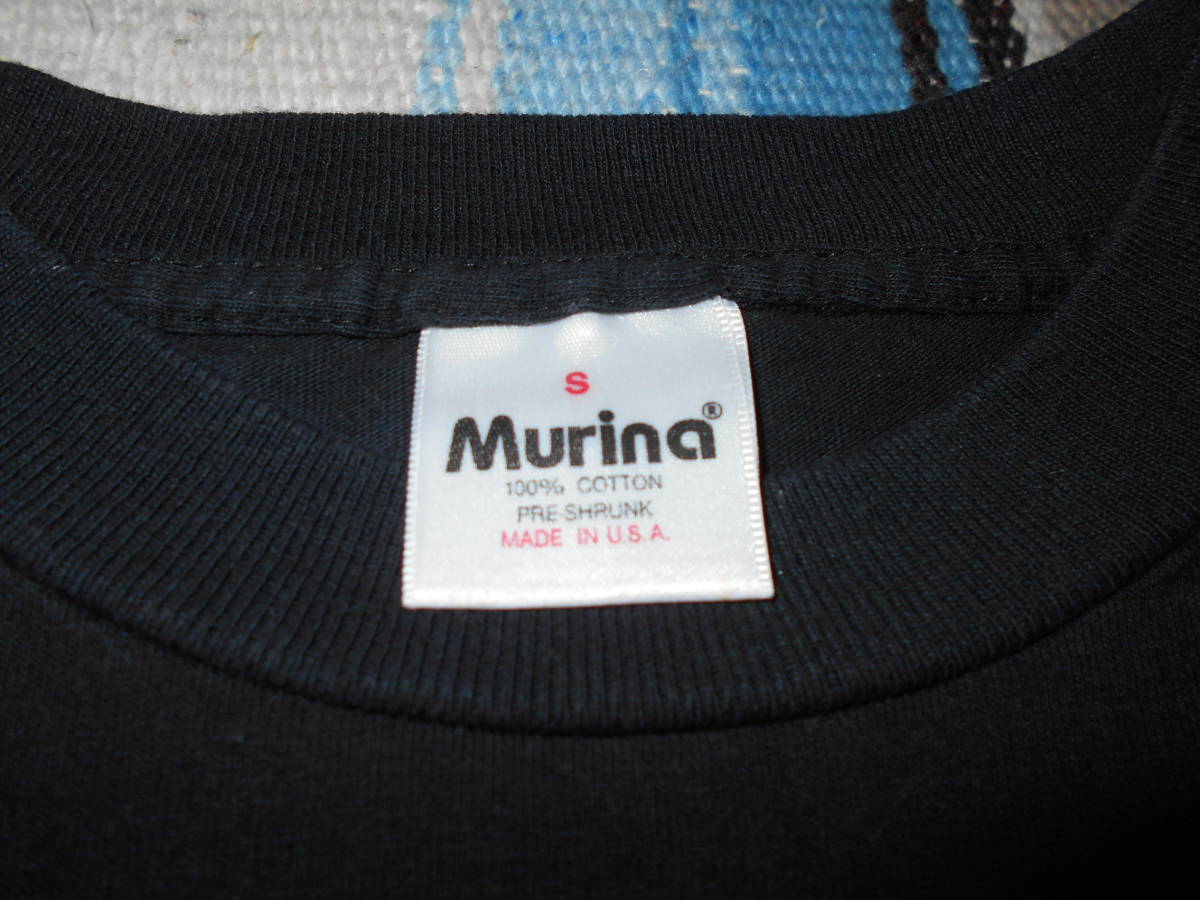 S
Murina®
100% COTTON
PRE-SHRUNK
MADE IN U.S.A.